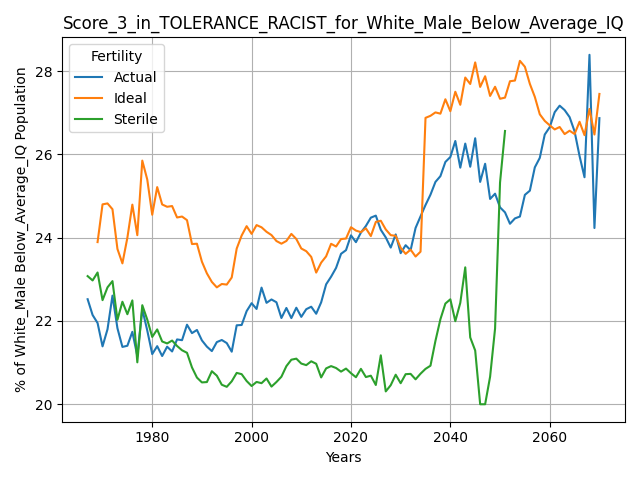 Score_3_in_TOLERANCE_RACIST_for_White_Male_Below_Average_IQ
Fertility
Actual
Ideal
Sterile
% of White_Male Below_Average_IQ Population
28
26
24
22
20
1980
2000
2020
2040
2060
Years